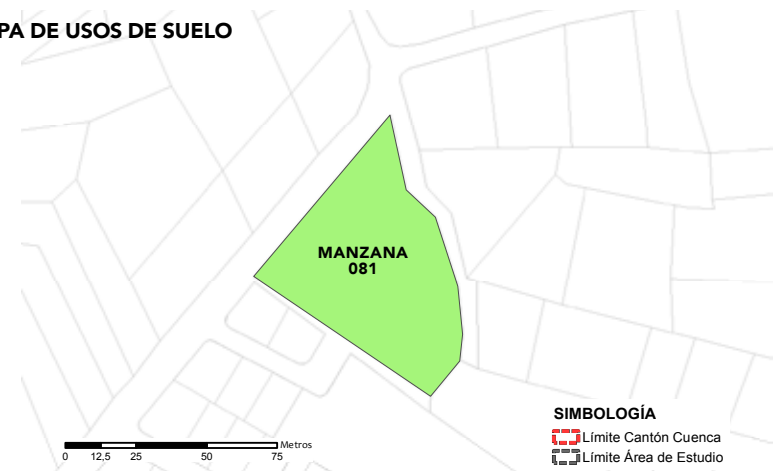 PA DE USOS DE SUELO
MANZANA
081
SIMBOLOGÍA
Límite Cantón Cuenca
Límite Área de Estudio
Metros
0 12,5 25 50 75